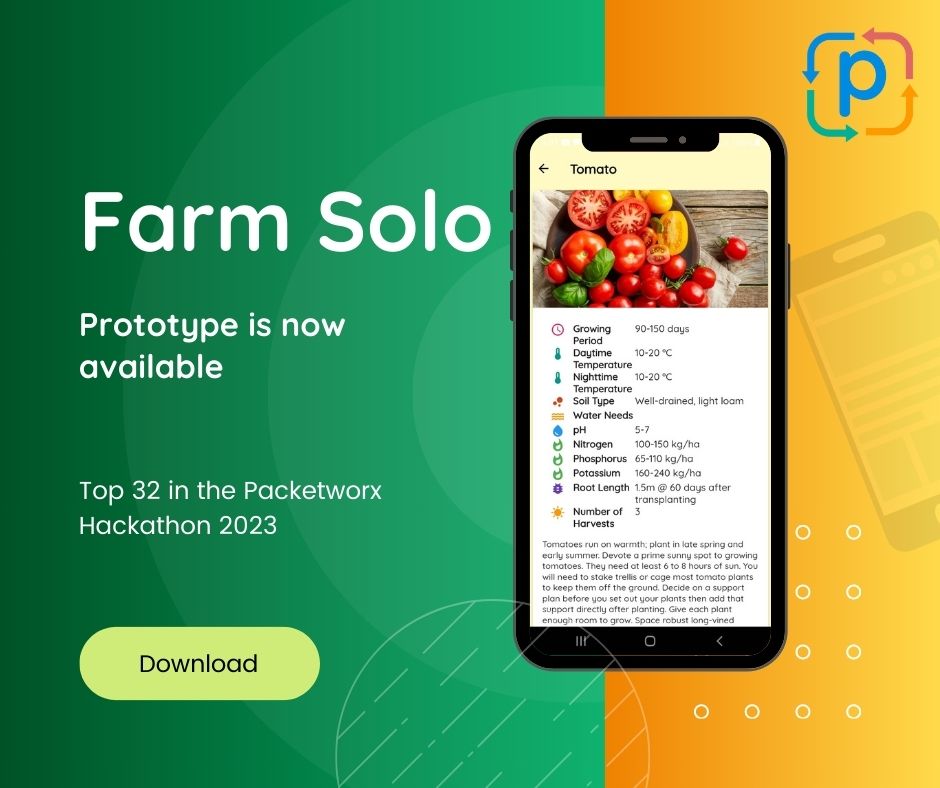 p
Farm Solo
Prototype is now
available
Top 32 in the Packetworx
Hackathon 2023
Download
Tomato
Growing Period 90-150 days
Daytime Temperature 10-20 °C
Nighttime Temperature 10-20 °C
Soil Type Well-drained, light loam
Water Needs
pH 5-7
Nitrogen 100-150 kg/ha
Phosphorus 65-110 kg/ha
Potassium 160-240 kg/ha
Root Length 1.5m @ 60 days after transplanting
Number of Harvests 3
Tomatoes run on warmth; plant in late spring and
early summer. Devote a prime sunny spot to growing
tomatoes. They need at least 6 to 8 hours of sun. You
will need to stake trellis or cage most tomato plants
to keep them off the ground. Decide on a support
plan before you set out your plants then add that
support directly after planting. Give each plant
enough room to grow. Space robust long-vined